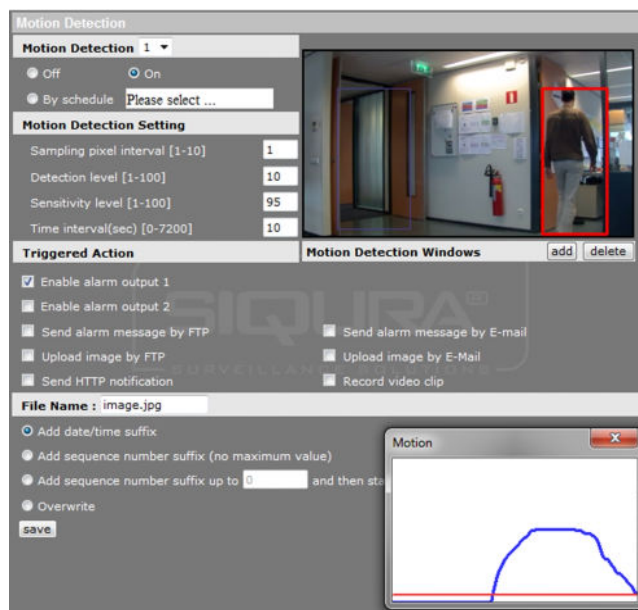 Motion Detection
Motion Detection 1
Off On
By schedule Please select ...
Motion Detection Setting
Sampling pixel interval [1-10] 1
Detection level [1-100] 10
Sensitivity level [1-100] 95
Time interval(sec) [0-7200] 10
Triggered Action
Motion Detection Windows add delete
Enable alarm output 1
Enable alarm output 2
SIQURA
Send alarm message by FTP Send alarm message by E-mail
Upload image by FTP Upload image by E-Mail
SURVEILLANCE SOLUTIONS
Send HTTP notification Record video clip
File Name : image.jpg
Add date/time suffix
Add sequence number suffix (no maximum value)
Add sequence number suffix up to 0 and then sta
Overwrite
save
Motion